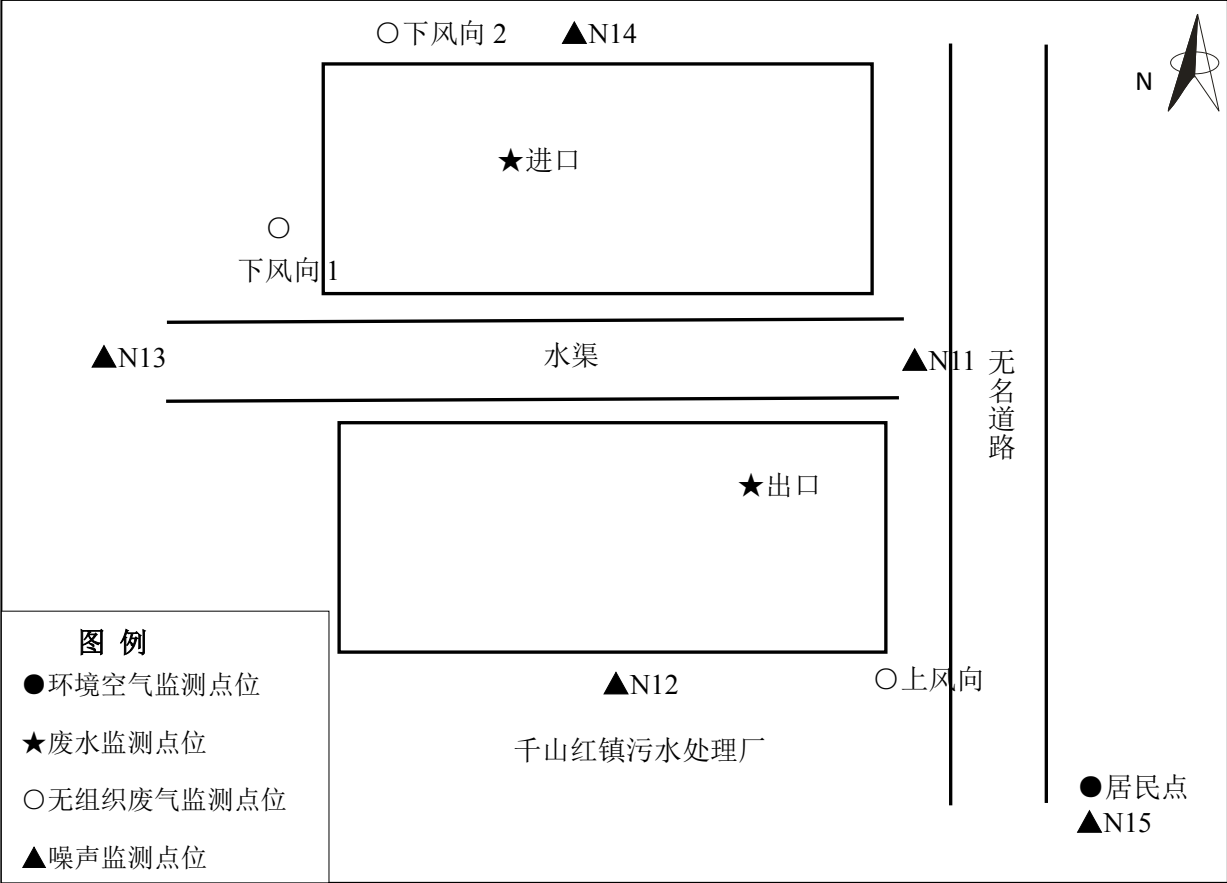 ○下风向 2 ▲N14
N
★进口
○
下风向 1
▲N13
水渠
▲N11
无名道路
★出口
▲N12
○上风向
千山红镇污水处理厂
●居民点
▲N15
图 例
●环境空气监测点位
★废水监测点位
○无组织废气监测点位
▲噪声监测点位